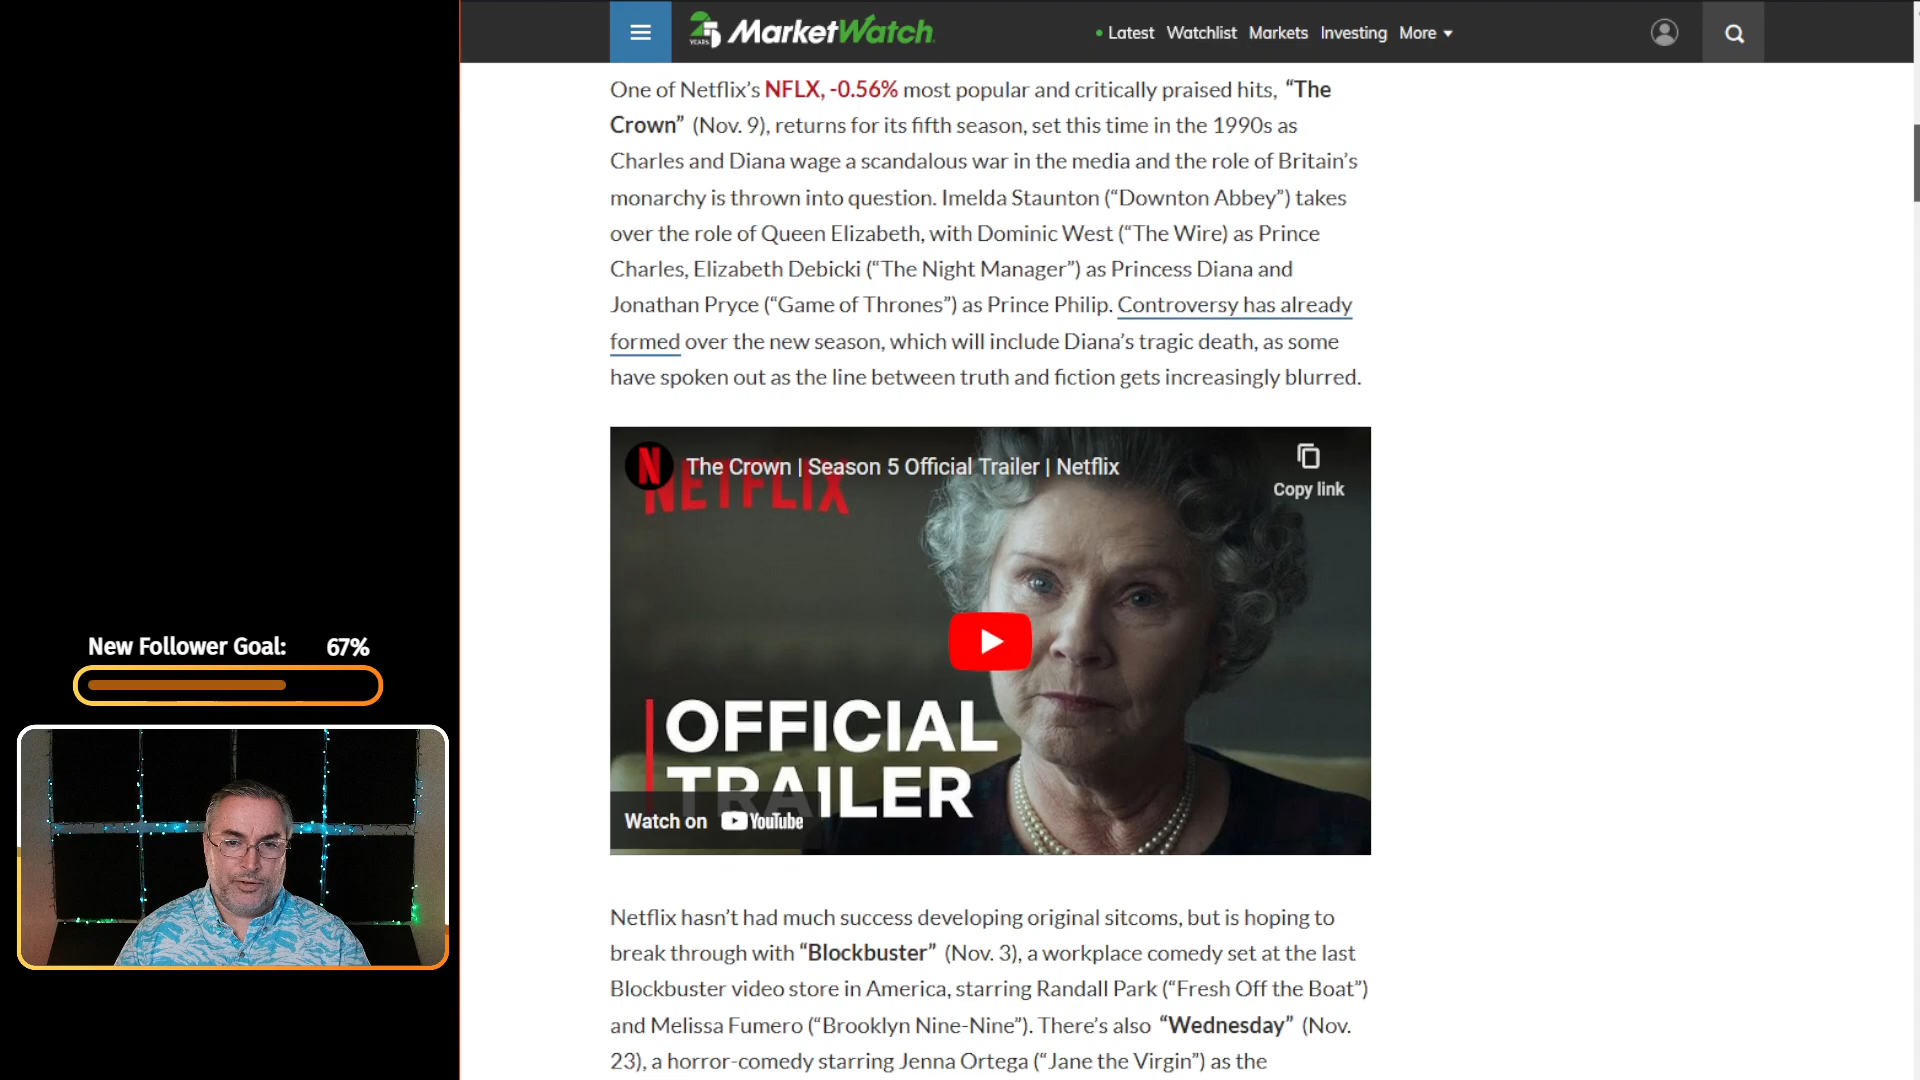 25 YEARS MarketWatch
Latest Watchlist Markets Investing More
One of Netflix’s NFLX, -0.56% most popular and critically praised hits, “The
Crown” (Nov. 9), returns for its fifth season, set this time in the 1990s as
Charles and Diana wage a scandalous war in the media and the role of Britain’s
monarchy is thrown into question. Imelda Staunton (“Downton Abbey”) takes
over the role of Queen Elizabeth, with Dominic West (“The Wire) as Prince
Charles, Elizabeth Debicki (“The Night Manager”) as Princess Diana and
Jonathan Pryce (“Game of Thrones”) as Prince Philip. Controversy has already
formed over the new season, which will include Diana’s tragic death, as some
have spoken out as the line between truth and fiction gets increasingly blurred.
N
The Crown | Season 5 Official Trailer | Netflix
Copy link
NETFLIX
OFFICIAL
TRAILER
Watch on YouTube
New Follower Goal: 67%
Netflix hasn’t had much success developing original sitcoms, but is hoping to
break through with “Blockbuster” (Nov. 3), a workplace comedy set at the last
Blockbuster video store in America, starring Randall Park (“Fresh Off the Boat”)
and Melissa Fumero (“Brooklyn Nine-Nine”). There’s also “Wednesday” (Nov.
23), a horror-comedy starring Jenna Ortega (“Jane the Virgin”) as the